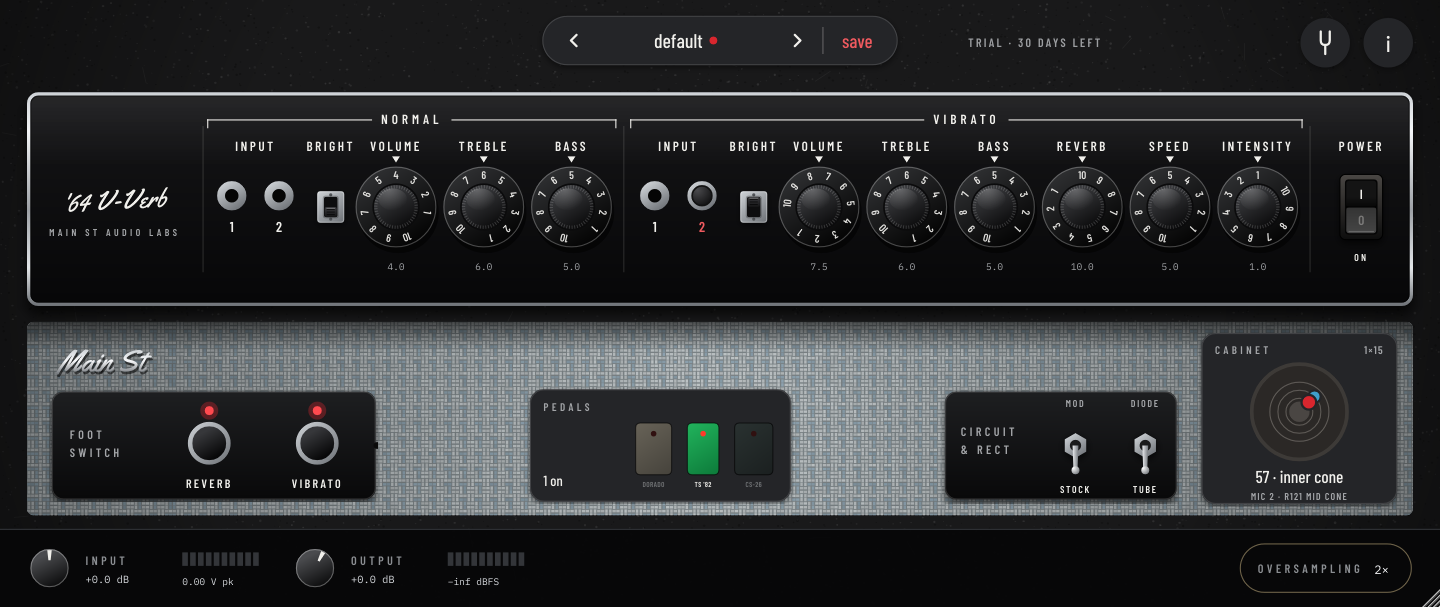 default save
TRIAL · 30 DAYS LEFT
i
NORMAL
VIBRATO
INPUT BRIGHT VOLUME TREBLE BASS
INPUT BRIGHT VOLUME TREBLE BASS REVERB SPEED INTENSITY
POWER
'64 V-Verb
MAIN ST AUDIO LABS
1 2
1 2
I
O
ON
4.0 6.0 5.0
7.5 6.0 5.0 10.0 5.0 1.0
Main St
FOOT
SWITCH
REVERB VIBRATO
PEDALS
1 on
DORADO TS '82 CS-2B
CIRCUIT
& RECT
MOD DIODE
STOCK TUBE
CABINET 1×15
57 · inner cone
MIC 2 · R121 MID CONE
INPUT
+0.0 dB
0.00 V pk
OUTPUT
+0.0 dB
-inf dBFS
OVERSAMPLING 2×